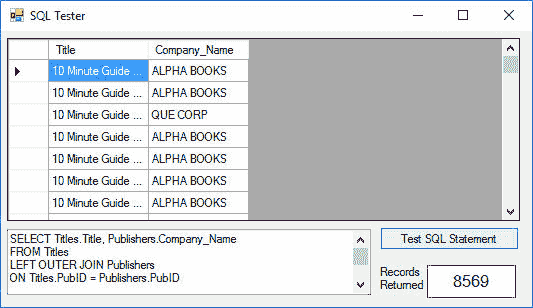 SQL Tester
Title Company_Name
10 Minute Guide ... ALPHA BOOKS
10 Minute Guide ... ALPHA BOOKS
10 Minute Guide ... QUE CORP
10 Minute Guide ... ALPHA BOOKS
10 Minute Guide ... ALPHA BOOKS
10 Minute Guide ... ALPHA BOOKS
10 Minute Guide ... ALPHA BOOKS
SELECT Titles.Title, Publishers.Company_Name
FROM Titles
LEFT OUTER JOIN Publishers
ON Titles.PubID = Publishers.PubID
Test SQL Statement
Records
Returned 8569